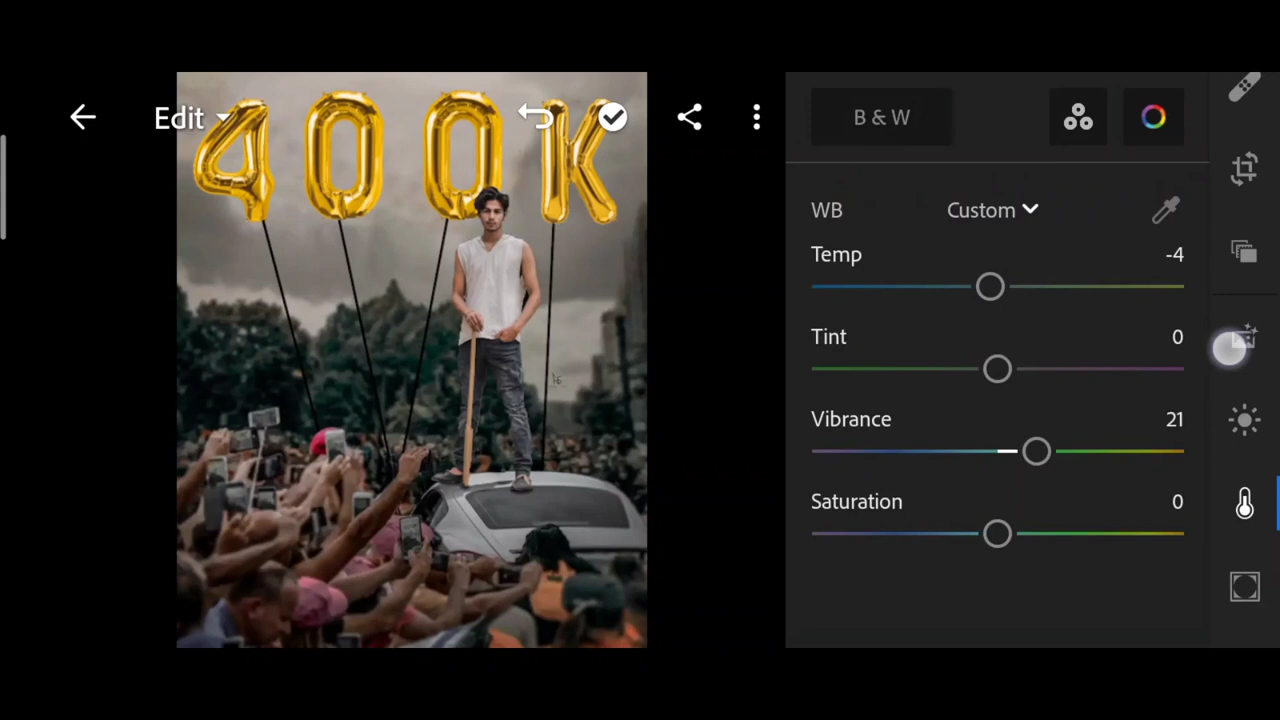 Edit
400K
B & W
WB
Custom
Temp
-4
Tint
0
Vibrance
21
Saturation
0